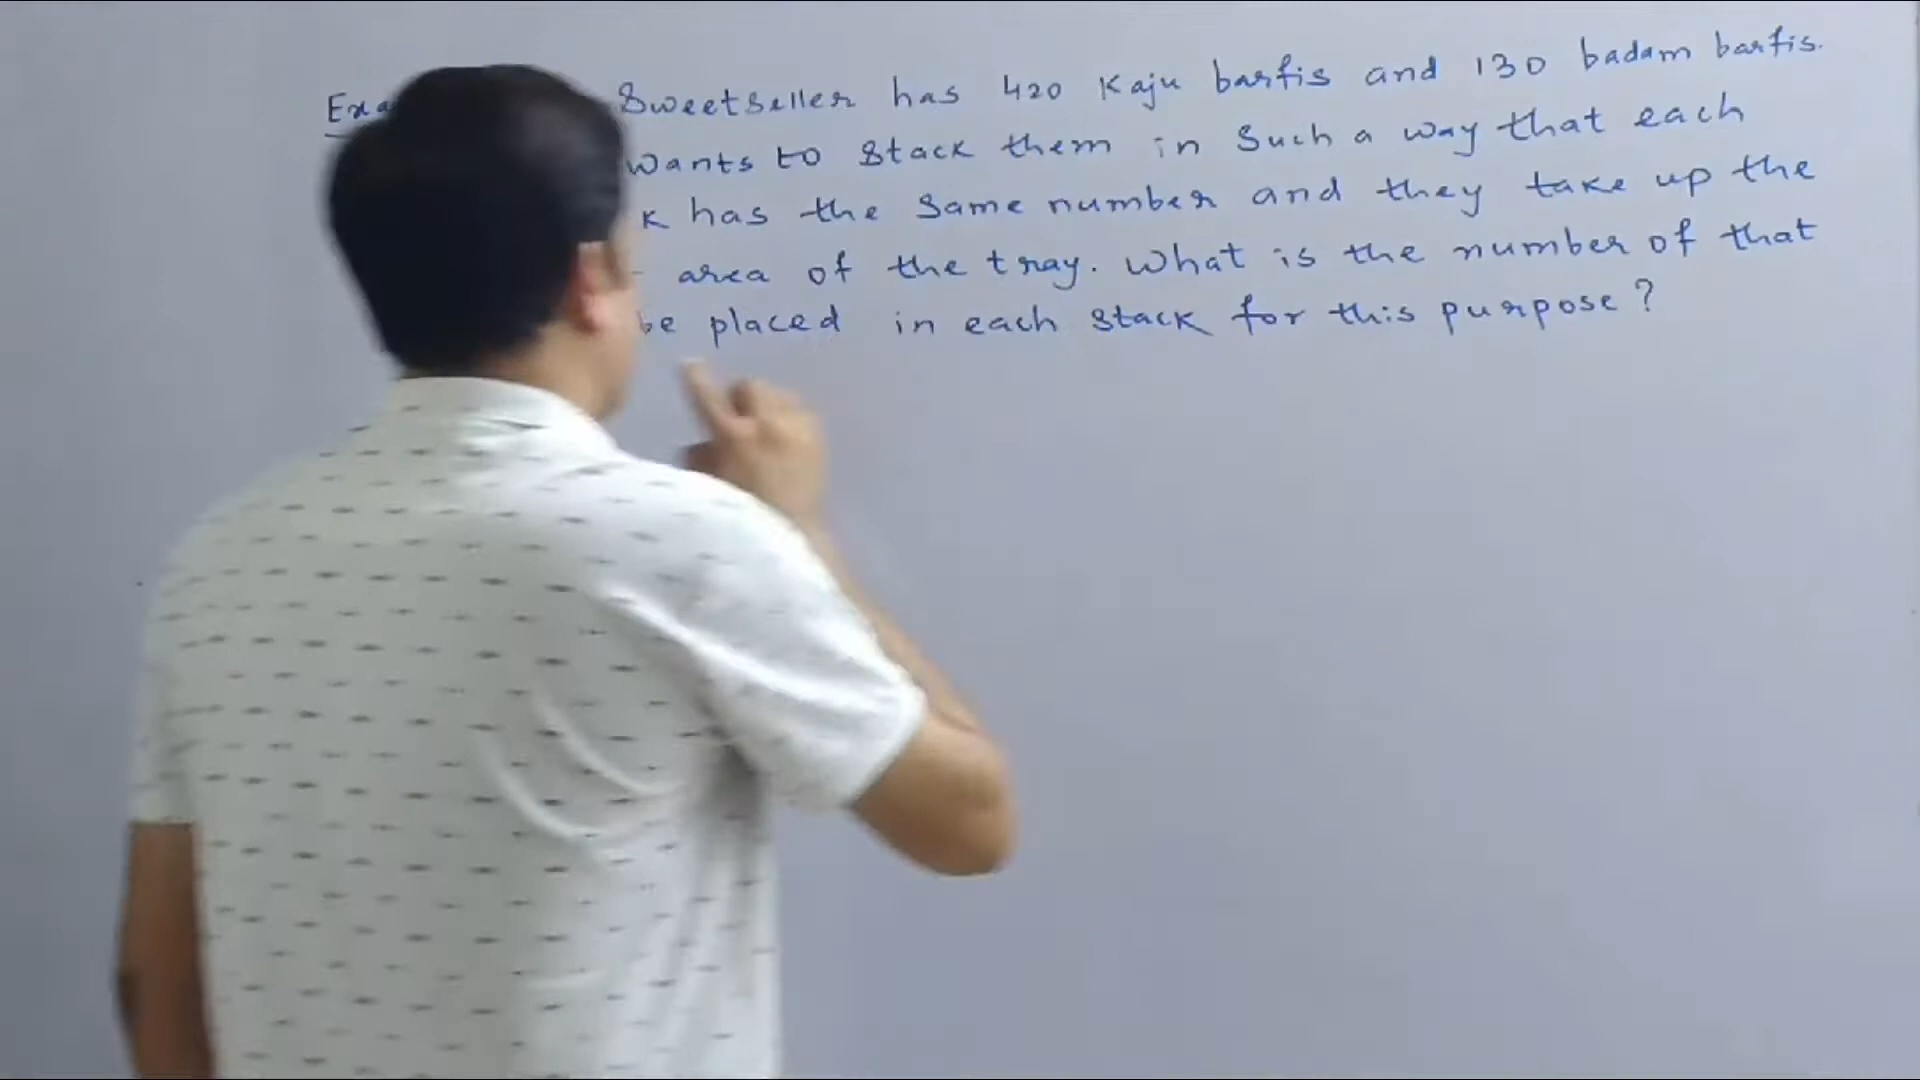 Sweetseller has 420 Kaju barfis and 130 badam barfis.
wants to stack them in such a way that each
k has the same number and they take up the
area of the tray. What is the number of that
be placed in each stack for this purpose?